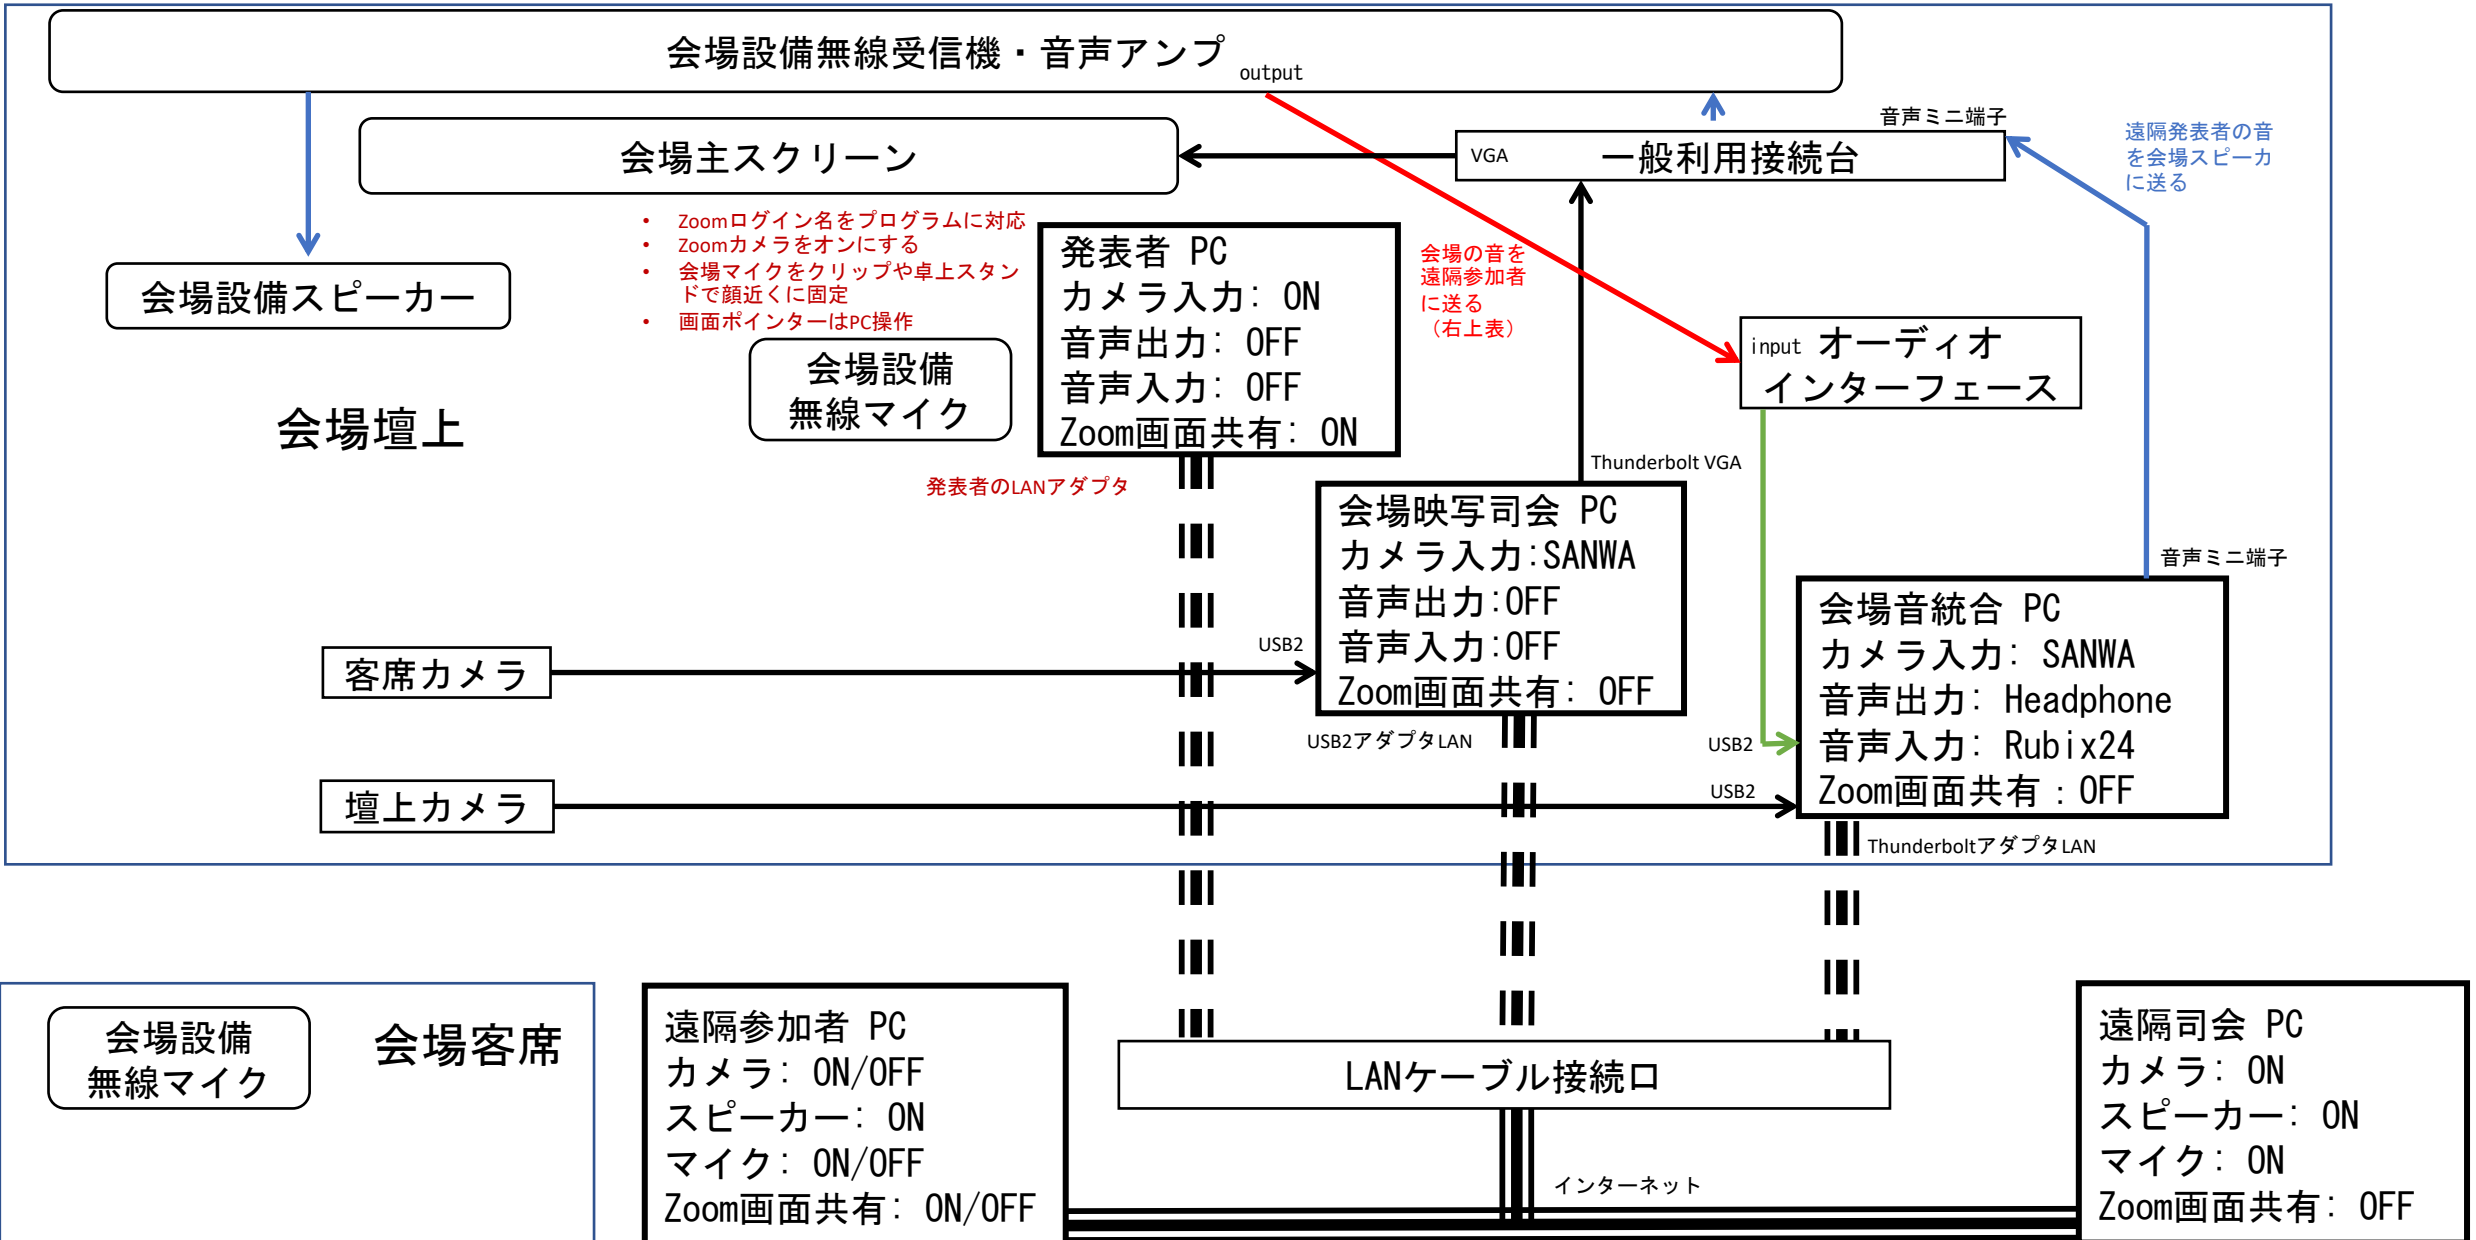 会場設備無線受信機・音声アンプ
output
音声ミニ端子
会場主スクリーン
VGA
一般利用接続台
遠隔発表者の音
を会場スピーカ
に送る
• Zoomログイン名をプログラムに対応
• Zoomカメラをオンにする
• 会場マイクをクリップや卓上スタン
ドで顔近くに固定
• 画面ポインターはPC操作
会場設備スピーカー
発表者 PC
カメラ入力: ON
音声出力: OFF
音声入力: OFF
Zoom画面共有: ON
会場の音を
遠隔参加者
に送る
（右上表）
input オーディオ
インターフェース
会場設備
無線マイク
会場壇上
発表者のLANアダプタ
Thunderbolt VGA
会場映写司会 PC
カメラ入力:SANWA
音声出力:OFF
音声入力:OFF
Zoom画面共有: OFF
音声ミニ端子
会場音統合 PC
カメラ入力: SANWA
音声出力: Headphone
音声入力: Rubix24
Zoom画面共有：OFF
客席カメラ
USB2
USB2アダプタLAN
USB2
壇上カメラ
USB2
ThunderboltアダプタLAN
会場設備
無線マイク
会場客席
遠隔参加者 PC
カメラ: ON/OFF
スピーカー: ON
マイク: ON/OFF
Zoom画面共有: ON/OFF
LANケーブル接続口
インターネット
遠隔司会 PC
カメラ: ON
スピーカー: ON
マイク: ON
Zoom画面共有: OFF